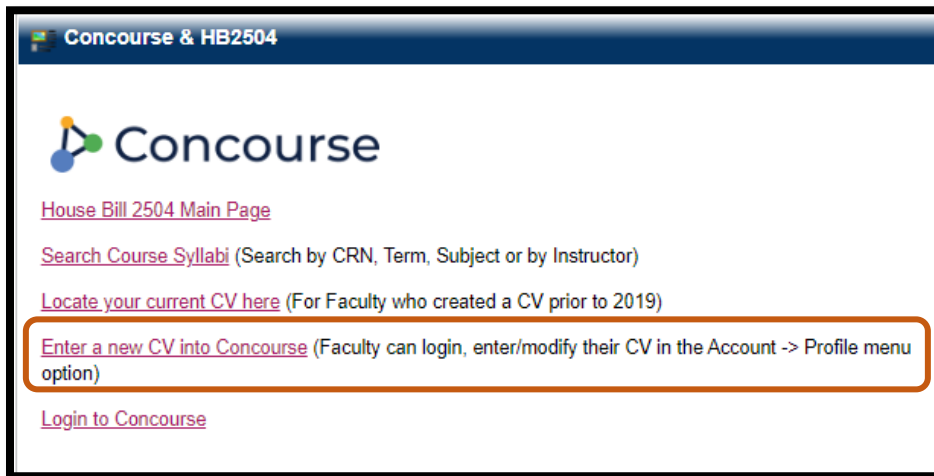 Concourse & HB2504
Concourse
House Bill 2504 Main Page
Search Course Syllabi (Search by CRN, Term, Subject or by Instructor)
Locate your current CV here (For Faculty who created a CV prior to 2019)
Enter a new CV into Concourse (Faculty can login, enter/modify their CV in the Account -> Profile menu
option)
Login to Concourse